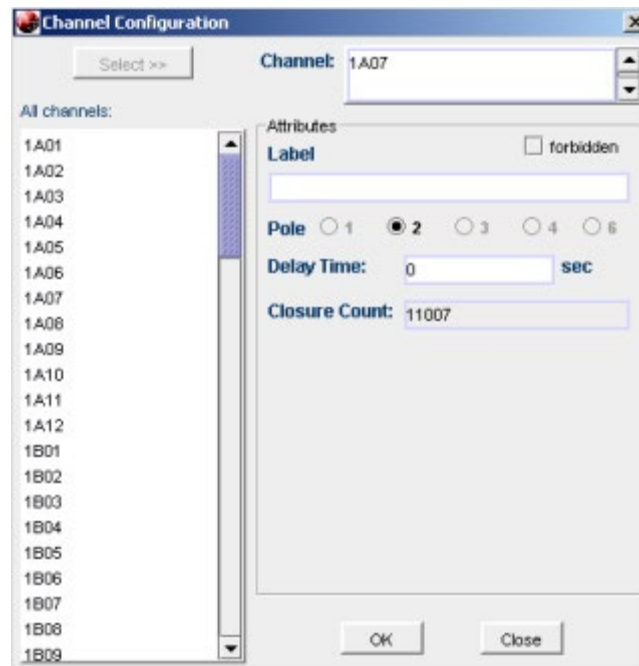 Channel Configuration
Select >>
Channel: 1A07
All channels:
1A01
1A02
1A03
1A04
1A05
1A06
1A07
1A08
1A09
1A10
1A11
1A12
1B01
1B02
1B03
1B04
1B05
1B06
1B07
1B08
1B09
Attributes
Label forbidden
Pole 1 2 3 4 6
Delay Time: 0 sec
Closure Count: 11007
OK Close